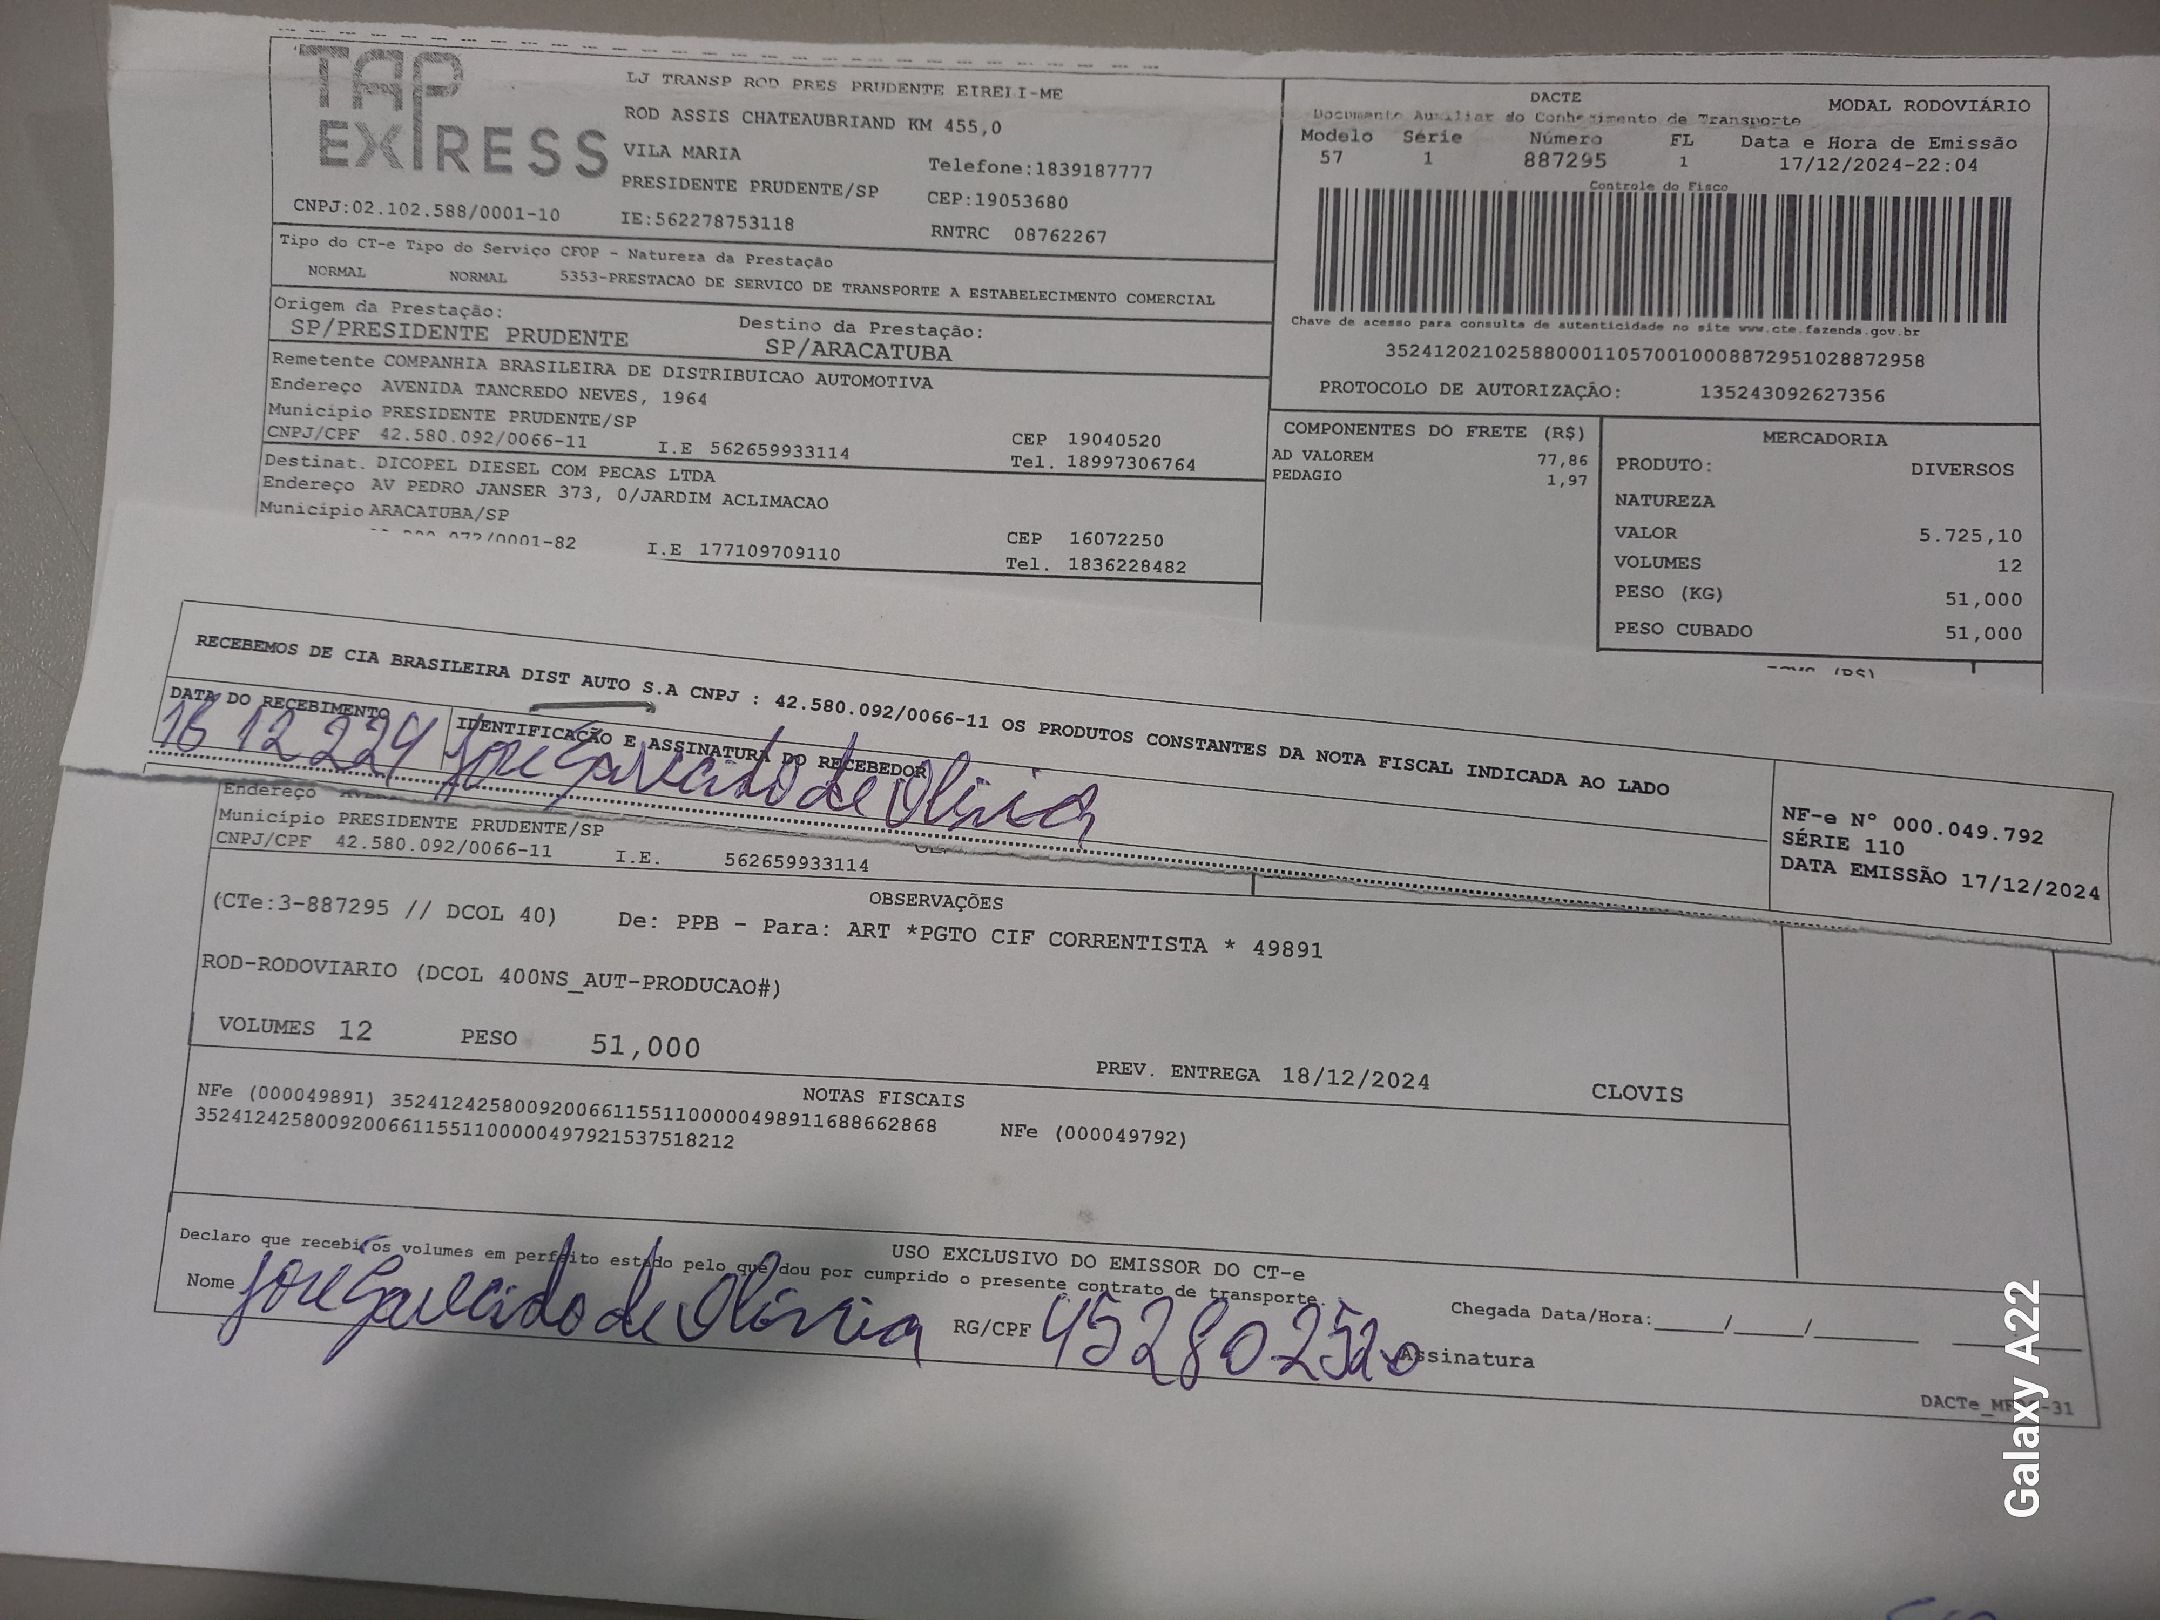 TAP EXPRESS
LJ TRANSP ROD PRES PRUDENTE EIRELI-ME
ROD ASSIS CHATEAUBRIAND KM 455,0
VILA MARIA
Telefone:1839187777
PRESIDENTE PRUDENTE/SP
CEP:19053680
CNPJ:02.102.588/0001-10
IE:562278753118
RNTRC 08762267
DACTE
MODAL RODOVIÁRIO
Documento Auxiliar do Conhecimento de Transporte
Modelo Série Número FL Data e Hora de Emissão
57 1 887295 1 17/12/2024-22:04
Controle do Fisco
Chave de acesso para consulta de autenticidade no site www.cte.fazenda.gov.br
35241202102588000110570010008872951028872958
PROTOCOLO DE AUTORIZAÇÃO: 135243092627356
Tipo do CT-e Tipo do Serviço CFOP - Natureza da Prestação
NORMAL NORMAL 5353-PRESTACAO DE SERVICO DE TRANSPORTE A ESTABELECIMENTO COMERCIAL
Origem da Prestação:
SP/PRESIDENTE PRUDENTE
Destino da Prestação:
SP/ARACATUBA
Remetente COMPANHIA BRASILEIRA DE DISTRIBUICAO AUTOMOTIVA
Endereço AVENIDA TANCREDO NEVES, 1964
Município PRESIDENTE PRUDENTE/SP
CEP 19040520
CNPJ/CPF 42.580.092/0066-11 I.E 562659933114 Tel. 18997306764
Destinat. DICOPEL DIESEL COM PECAS LTDA
Endereço AV PEDRO JANSER 373, 0/JARDIM ACLIMACAO
Município ARACATUBA/SP
CEP 16072250
/0001-82 I.E 177109709110 Tel. 1836228482
COMPONENTES DO FRETE (R$)
AD VALOREM 77,86
PEDAGIO 1,97
MERCADORIA
PRODUTO: DIVERSOS
NATUREZA
VALOR 5.725,10
VOLUMES 12
PESO (KG) 51,000
PESO CUBADO 51,000
(R$)
RECEBEMOS DE CIA BRASILEIRA DIST AUTO S.A CNPJ : 42.580.092/0066-11 OS PRODUTOS CONSTANTES DA NOTA FISCAL INDICADA AO LADO
DATA DO RECEBIMENTO
IDENTIFICAÇÃO E ASSINATURA DO RECEBEDOR
de Oliveira
NF-e Nº 000.049.792
SÉRIE 110
DATA EMISSÃO 17/12/2024
Endereço
Município PRESIDENTE PRUDENTE/SP
CNPJ/CPF 42.580.092/0066-11 I.E. 562659933114
OBSERVAÇÕES
(CTe:3-887295 // DCOL 40) De: PPB - Para: ART *PGTO CIF CORRENTISTA * 49891
ROD-RODOVIARIO (DCOL 400NS_AUT-PRODUCAO#)
VOLUMES 12 PESO 51,000
PREV. ENTREGA 18/12/2024 CLOVIS
NOTAS FISCAIS
NFe (000049891) 35241242580092006611551100000498911688662868 NFe (000049792)
35241242580092006611551100000497921537518212
USO EXCLUSIVO DO EMISSOR DO CT-e
Declaro que recebi os volumes em perfeito estado pelo que dou por cumprido o presente contrato de transporte.
Nome de Oliveira RG/CPF Assinatura
Chegada Data/Hora:____/____/______
Galaxy A22